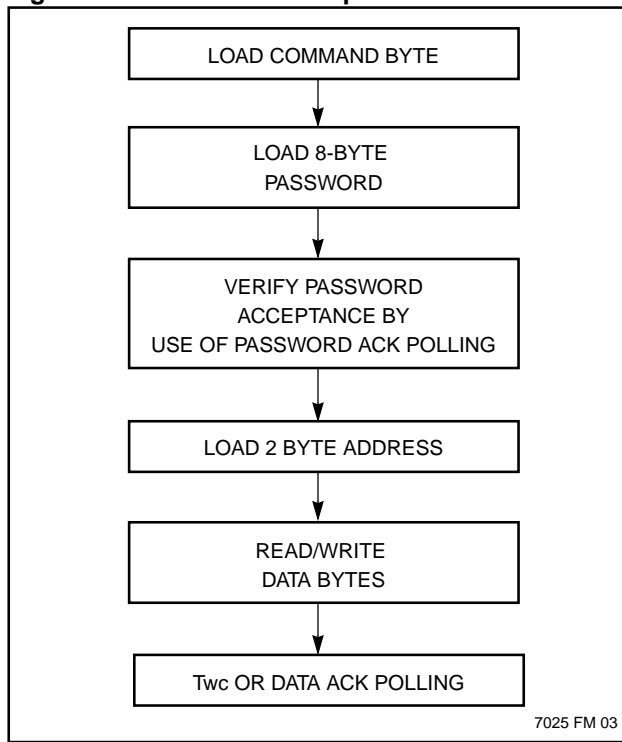 LOAD COMMAND BYTE
LOAD 8-BYTE
PASSWORD
VERIFY PASSWORD
ACCEPTANCE BY
USE OF PASSWORD ACK POLLING
LOAD 2 BYTE ADDRESS
READ/WRITE
DATA BYTES
Twc OR DATA ACK POLLING
7025 FM 03